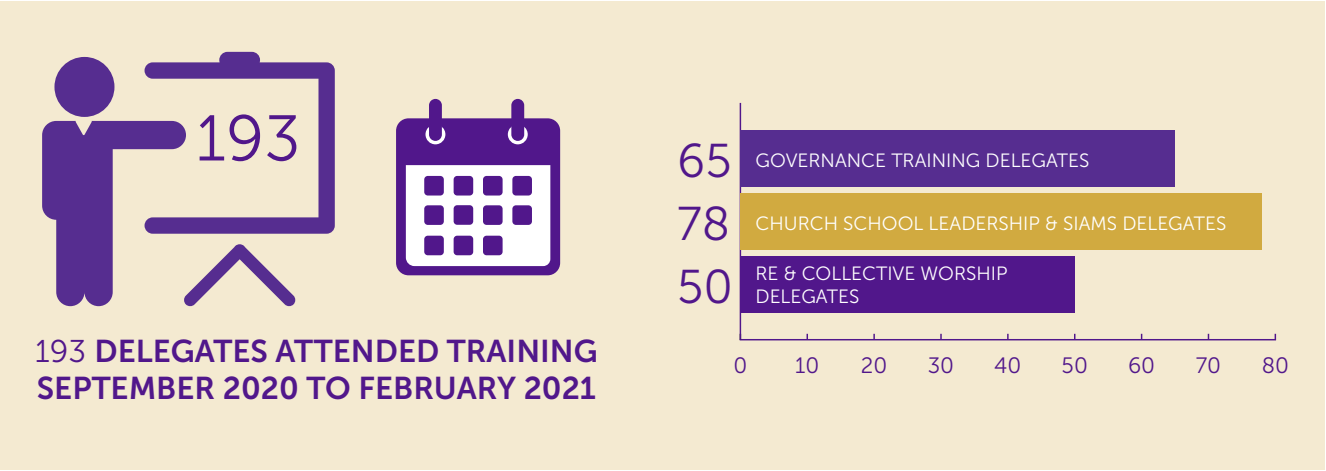 193
193 DELEGATES ATTENDED TRAINING
SEPTEMBER 2020 TO FEBRUARY 2021
65 GOVERNANCE TRAINING DELEGATES
78 CHURCH SCHOOL LEADERSHIP & SIAMS DELEGATES
50 RE & COLLECTIVE WORSHIP
DELEGATES
0 10 20 30 40 50 60 70 80